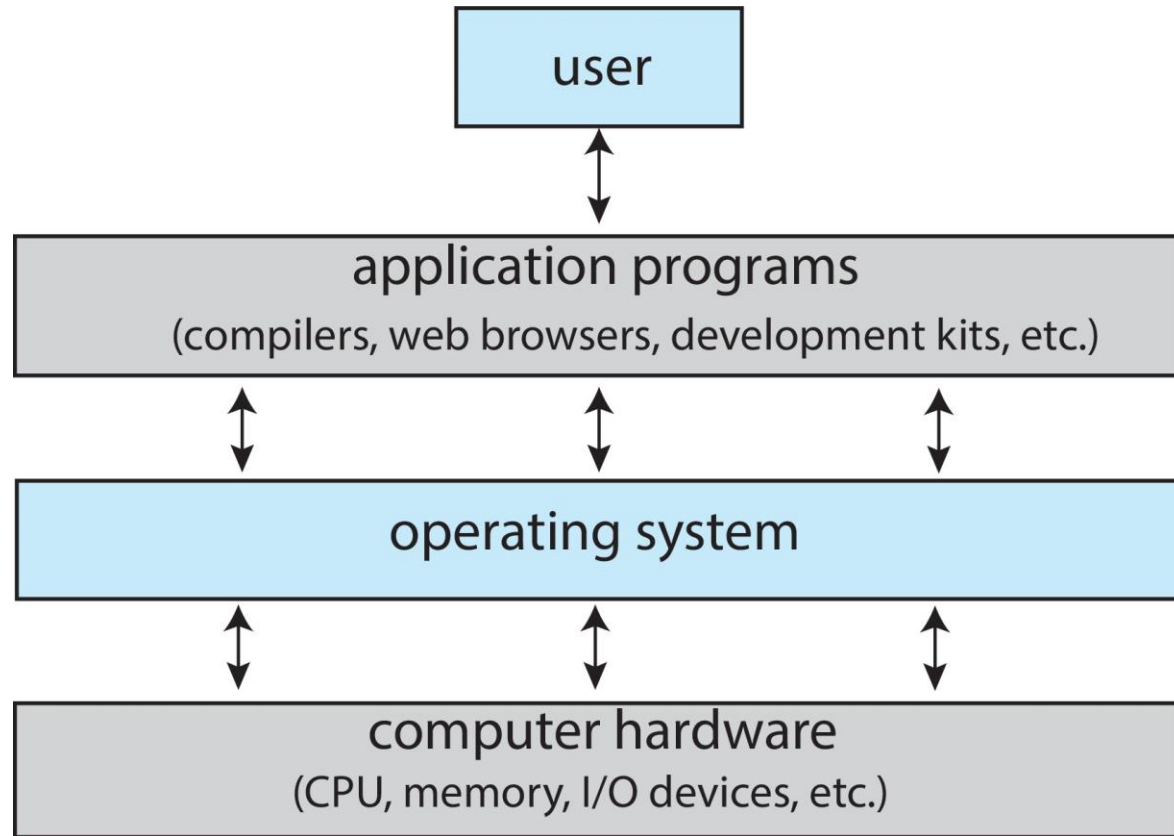 user
application programs
(compilers, web browsers, development kits, etc.)
operating system
computer hardware
(CPU, memory, I/O devices, etc.)